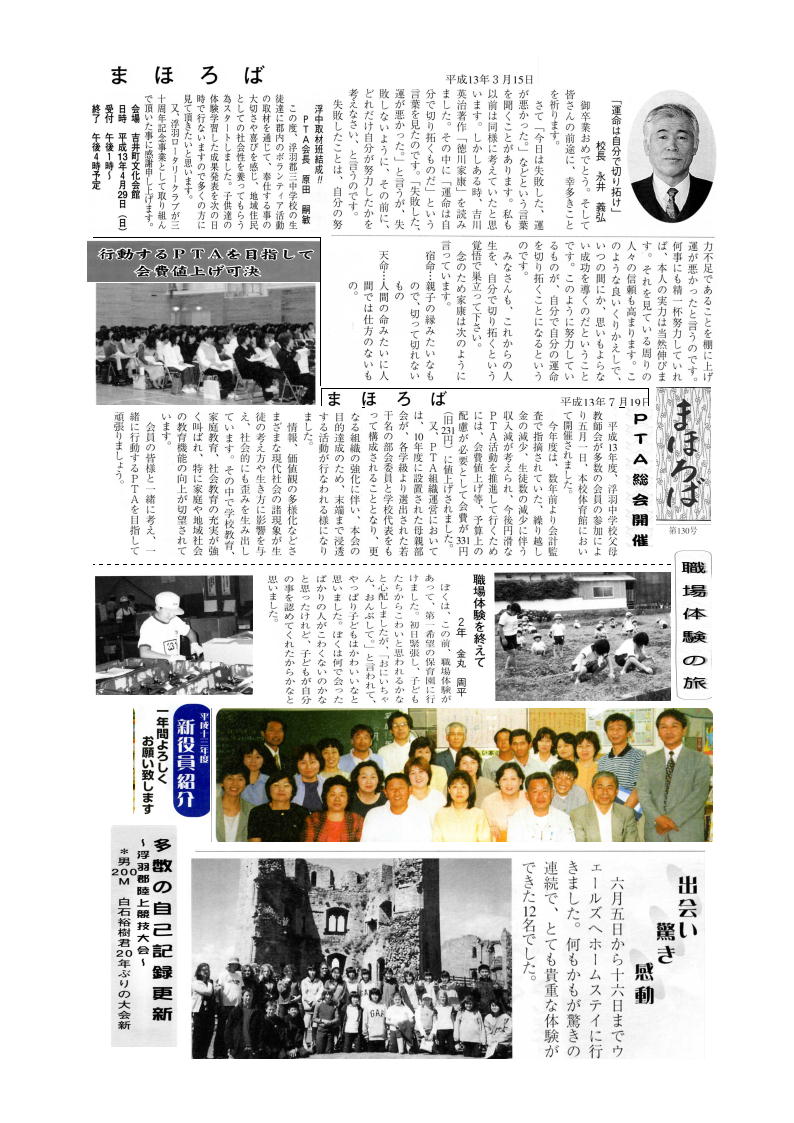 まほろば
平成13年3月15日
「運命は自分で切り拓け」
校長 永井 義弘
御卒業おめでとう。そして
皆さんの前途に、幸多きこと
を祈ります。
さて「今日は失敗した、運
が悪かった。」などという言葉
を聞くことがあります。私も
以前は同様に考えていたと思
います。しかしある時、吉川
英治著作「徳川家康」を読み
ました。その中に「運命は自
分で切り拓くものだ」という
言葉を見たのです。「失敗した、
運が悪かった。」と言うが、失
敗しないように、その前に、
どれだけ自分が努力したかを
考えなさい、と言うのです。
失敗したことは、自分の努
力不足であることを棚に上げ
運が悪かったと言うのです。
何事にも精一杯努力していれ
ば、本人の実力は当然伸びま
す。それを見ている周りの
人々の信頼も高まります。こ
のような良いくりかえしで、
いつの間にか、思いもよらな
い成功を導くのだということ
です。このように努力してい
るものが、自分で自分の運命
を切り拓くことになるという
のです。
みなさんも、これからの人
生を、自分で切り拓くという
覚悟で巣立って下さい。
念のため家康は次のように
言っています。
宿命…親子の縁みたいなも
ので、切って切れない
もの
天命…人間の命みたいに人
間では仕方のないも
の。
浮中取材班結成!!
PTA会長 原田 嗣敏
この度、浮羽郡三中学校の生
徒達に郡内のボランティア活動
の取材を通じて、奉仕する事の
大切さや喜びを感じ、地域住民
としての社会性を養ってもらう
為スタートしました。子供達の
体験学習した成果発表を次の日
時で行ないますので多くの方に
見て頂きたいと思います。
又、浮羽ロータリークラブが三
十周年記念事業として取り組ん
で頂いた事に感謝申し上げます。
会場 吉井町文化会館
日時 平成13年4月29日(日)
受付 午後1時〜
終了 午後4時予定
行動するPTAを目指して
会費値上げ可決
まほろば
平成13年7月19日
まほろば
第130号
PTA総会開催
平成13年度、浮羽中学校父母
教師会が多数の会員の参加によ
り五月一日、本校体育館におい
て開催されました。
今年度は、数年前より会計監
査で指摘されていた、繰り越し
金の減少、生徒数の減少に伴う
収入減が考えられ、今後円滑な
PTA活動を推進して行くため
には、会費値上げ等、予算上の
配慮が必要として会費が331円
(旧231円)に値上げされました。
又、PTA組織運営において
は、10年度に設置された母親部
会が、各学級より選出された若
干名の部会委員と学校代表をも
って構成されることとなり、更
なる組織の強化に伴い、本会の
目的達成のため、末端まで浸透
する活動が行なわれる様になり
ました。
情報、価値観の多様化などさ
まざまな現代社会の諸現象が生
徒の考え方や生き方に影響を与
え、社会的にも歪みを生み出し
ています。その中で学校教育、
家庭教育、社会教育の充実が強
く叫ばれ、特に家庭や地域社会
の教育機能の向上が切望されて
います。
会員の皆様と一緒に考え、一
緒に行動するPTAを目指して
頑張りましょう。
職場体験の旅
職場体験を終えて
2年 金丸 周平
ぼくは、この前、職場体験が
あって、第一希望の保育園に行
けました。初日緊張し、子ども
たちからこわいと思われるかな
と心配しましたが、「おにいちゃ
ん、おんぶして。」と言われて、
やっぱり子どもはかわいいなと
思いました。ぼくは何で会った
ばかりの人がこわくないのかな
と思ったけれど、子どもが自分
の事を認めてくれたからかなと
思いました。
平成十三年度
新役員紹介
一年間よろしく
お願い致します
多数の自己記録更新
〜浮羽郡陸上競技大会〜
*男200M 白石裕樹君20年ぶりの大会新
出会い
驚き
感動
六月五日から十六日までウ
ェールズへホームステイに行
きました。何もかもが驚きの
連続で、とても貴重な体験が
できた12名でした。